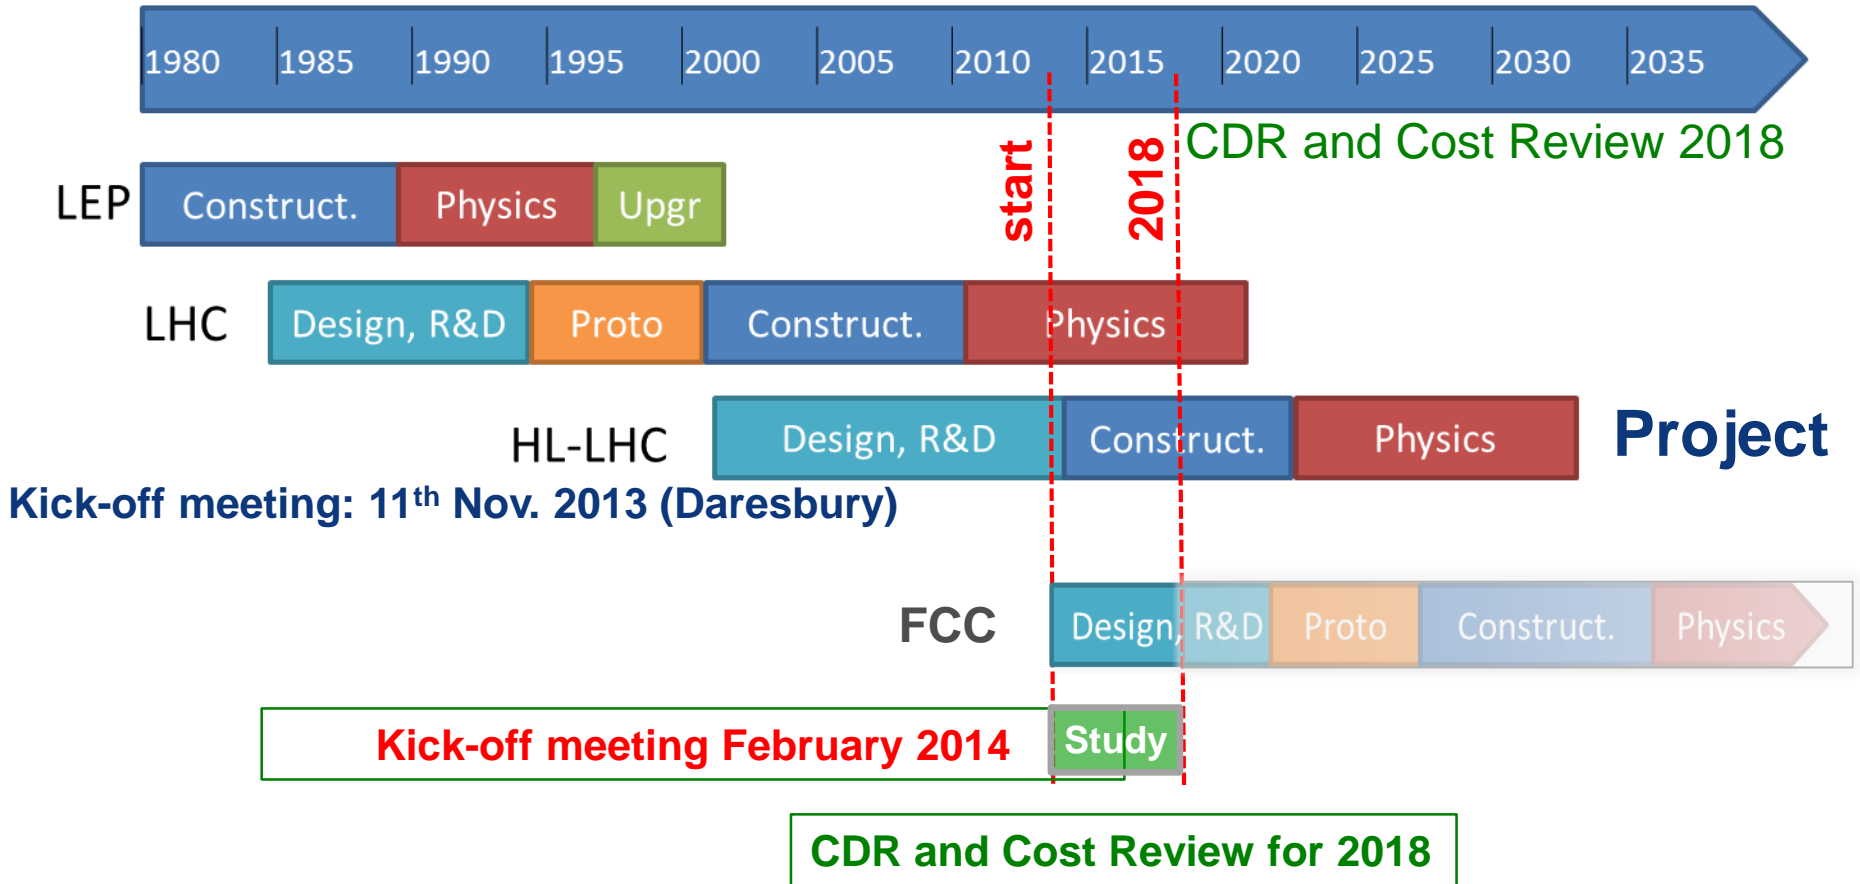 1980 1985 1990 1995 2000 2005 2010 2015 2020 2025 2030 2035
CDR and Cost Review 2018
start
2018
LEP Construct. Physics Upgr
LHC Design, R&D Proto Construct. Physics
HL-LHC Design, R&D Construct. Physics Project
Kick-off meeting: 11th Nov. 2013 (Daresbury)
FCC Design, R&D Proto Construct. Physics
Kick-off meeting February 2014 Study
CDR and Cost Review for 2018